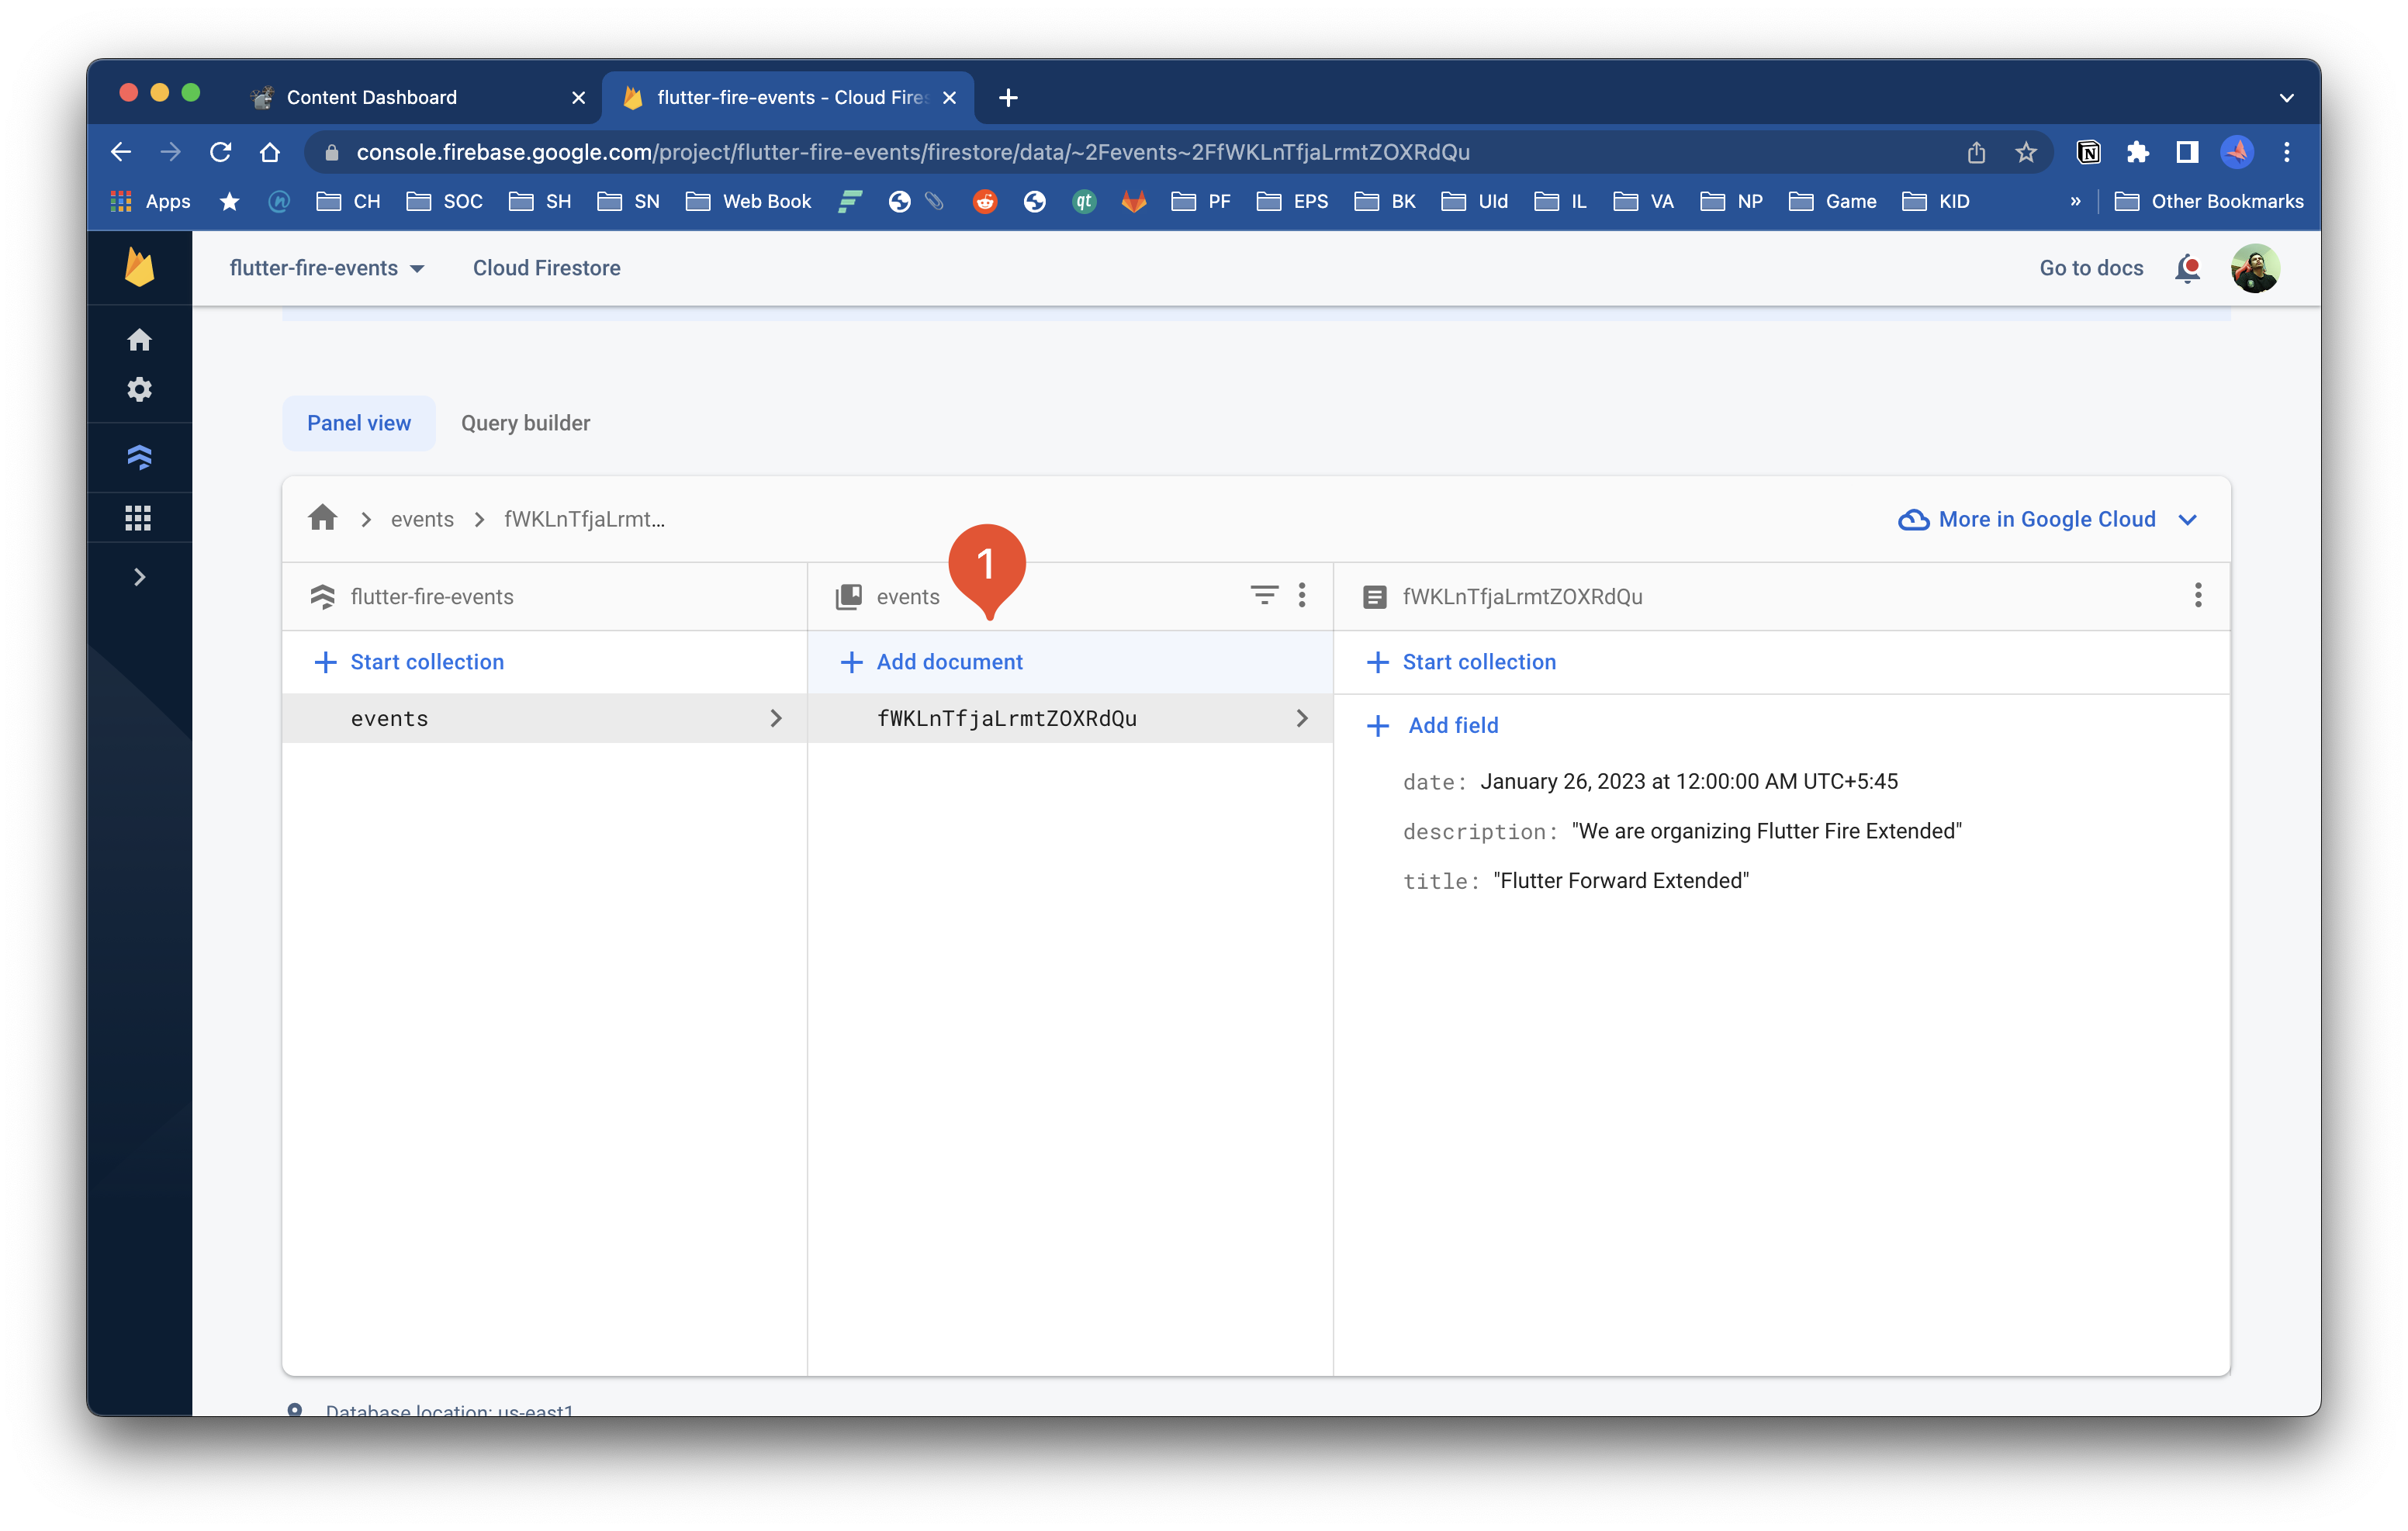 Content Dashboard
flutter-fire-events - Cloud Fires
console.firebase.google.com/project/flutter-fire-events/firestore/data/~2Fevents~2FfWKLnTfjaLrmtZOXRdQu
Apps CH SOC SH SN Web Book qt PF EPS BK UId IL VA NP Game KID » Other Bookmarks
flutter-fire-events Cloud Firestore Go to docs
Panel view Query builder
events fWKLnTfjaLrmt... More in Google Cloud
1
flutter-fire-events events fWKLnTfjaLrmtZOXRdQu
Start collection Add document Start collection
events fWKLnTfjaLrmtZOXRdQu
Add field
date: January 26, 2023 at 12:00:00 AM UTC+5:45
description: "We are organizing Flutter Fire Extended"
title: "Flutter Forward Extended"
Database location: us-east1